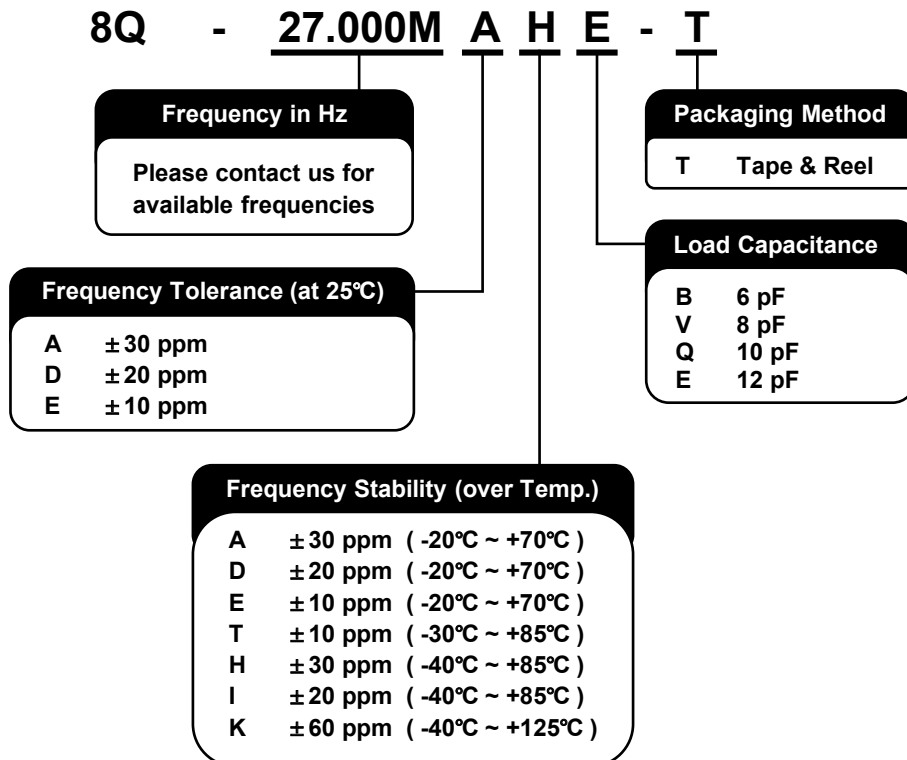 8Q - 27.000M A H E - T
Frequency in Hz
Please contact us for
available frequencies
Packaging Method
T Tape & Reel
Load Capacitance
B 6 pF
V 8 pF
Q 10 pF
E 12 pF
Frequency Tolerance (at 25℃)
A ±30 ppm
D ±20 ppm
E ±10 ppm
Frequency Stability (over Temp.)
A ±30 ppm ( -20℃ ~ +70℃ )
D ±20 ppm ( -20℃ ~ +70℃ )
E ±10 ppm ( -20℃ ~ +70℃ )
T ±10 ppm ( -30℃ ~ +85℃ )
H ±30 ppm ( -40℃ ~ +85℃ )
I ±20 ppm ( -40℃ ~ +85℃ )
K ±60 ppm ( -40℃ ~ +125℃ )